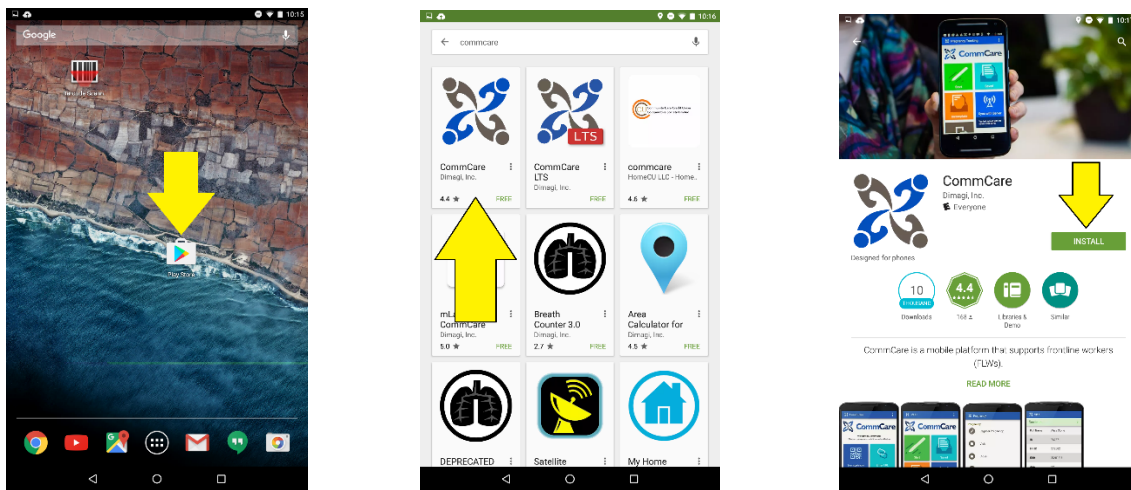 10:15
Google
Play Store
10:16
commcare
CommCare
Dimagi, Inc.
4.4 ★ FREE
LTS
CommCare
LTS
Dimagi, Inc.
FREE
commcare
HomeCU LLC - Home..
4.6 ★ FREE
CommCare
Dimagi, Inc.
5.0 ★ FREE
Breath
Counter 3.0
Dimagi, Inc.
2.7 ★ FREE
Area
Calculator for
Dimagi, Inc.
4.5 ★ FREE
DEPRECATED
Satellite
My Home
CommCare
CommCare
Dimagi, Inc.
E Everyone
INSTALL
Designed for phones
10
THOUSAND
Downloads
4.4
168
Libraries &
Demo
Similar
CommCare is a mobile platform that supports frontline workers
(FLWs).
READ MORE
CommCare
CommCare